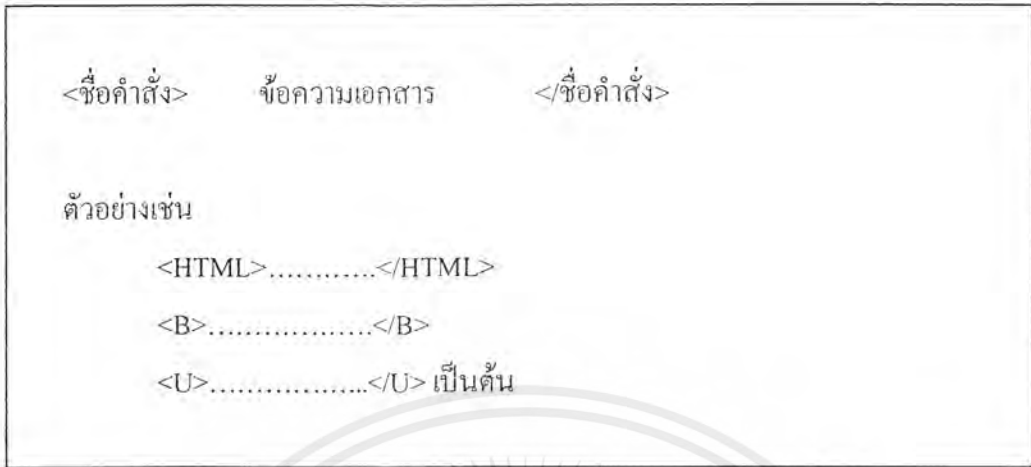 <ชื่อคำสั่ง> ข้อความเอกสาร </ชื่อคำสั่ง>
ตัวอย่างเช่น
<HTML>............</HTML>
<B>..................</B>
<U>..................</U> เป็นต้น